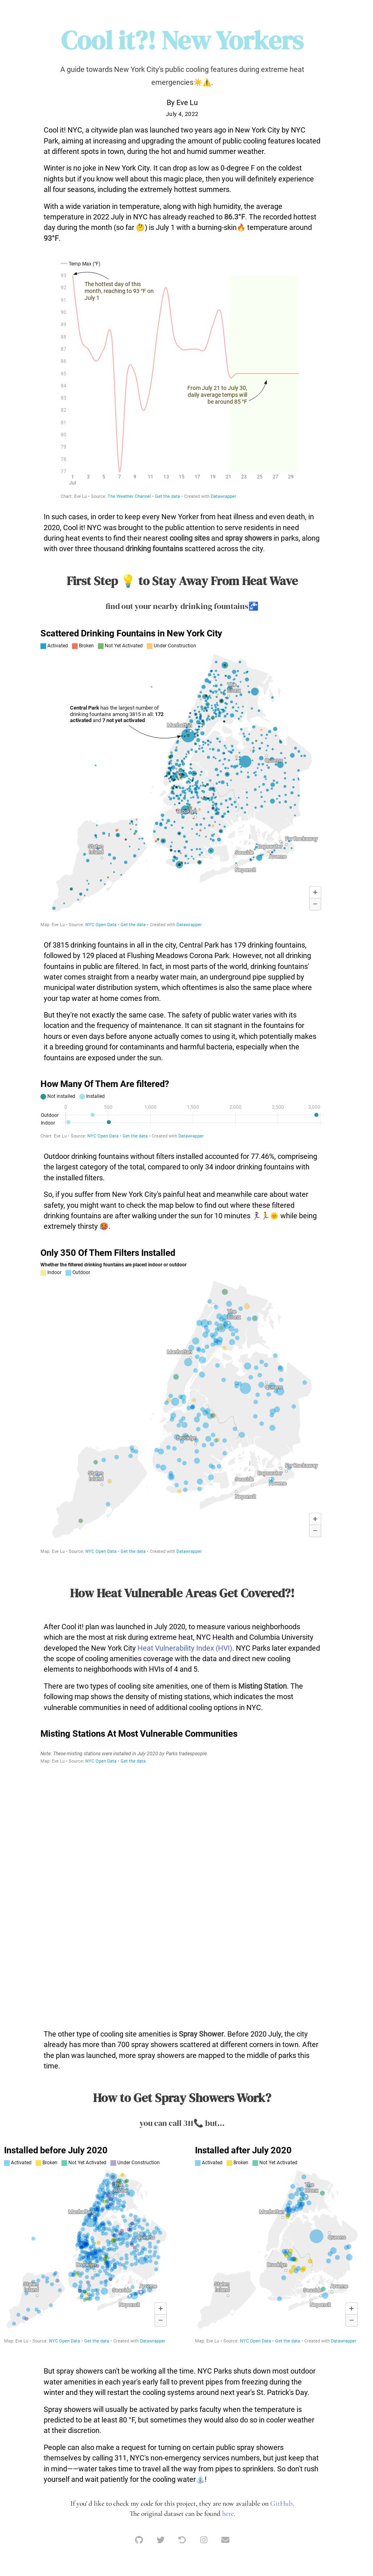 Cool it?! New Yorkers
A guide towards New York City's public cooling features during extreme heat
emergencies☀️⚠️.
By Eve Lu
July 4, 2022
Cool it! NYC, a citywide plan was launched two years ago in New York City by NYC
Park, aiming at increasing and upgrading the amount of public cooling features located
at different spots in town, during the hot and humid summer weather.
Winter is no joke in New York City. It can drop as low as 0-degree F on the coldest
nights but if you know well about this magic place, then you will definitely experience
all four seasons, including the extremely hottest summers.
With a wide variation in temperature, along with high humidity, the average
temperature in 2022 July in NYC has already reached to 86.3°F. The recorded hottest
day during the month (so far 🤔) is July 1 with a burning-skin🔥 temperature around
93°F.
Temp Max (°F)
93
92
91
90
89
88
87
86
85
84
83
82
81
80
79
78
77
The hottest day of this
month, reaching to 93 °F on
July 1
From July 21 to July 30,
daily average temps will
be around 85 °F
1 3 5 7 9 11 13 15 17 19 21 23 25 27 29
Jul
Chart: Eve Lu • Source: The Weather Channel • Get the data • Created with Datawrapper
In such cases, in order to keep every New Yorker from heat illness and even death, in
2020, Cool it! NYC was brought to the public attention to serve residents in need
during heat events to find their nearest cooling sites and spray showers in parks, along
with over three thousand drinking fountains scattered across the city.
First Step 💡 to Stay Away From Heat Wave
find out your nearby drinking fountains🚰
Scattered Drinking Fountains in New York City
Activated Broken Not Yet Activated Under Construction
Central Park has the largest number of
drinking fountains among 3815 in all: 172
activated and 7 not yet activated
The Bronx
Manhattan
Queens
Brooklyn
Staten Island
Far Rockaway
Bayswater
Seaside
Arverne
Neponsit
+
−
Map: Eve Lu • Source: NYC Open Data • Get the data • Created with Datawrapper
Of 3815 drinking fountains in all in the city, Central Park has 179 drinking fountains,
followed by 129 placed at Flushing Meadows Corona Park. However, not all drinking
fountains in public are filtered. In fact, in most parts of the world, drinking fountains'
water comes straight from a nearby water main, an underground pipe supplied by
municipal water distribution system, which oftentimes is also the same place where
your tap water at home comes from.
But they're not exactly the same case. The safety of public water varies with its
location and the frequency of maintenance. It can sit stagnant in the fountains for
hours or even days before anyone actually comes to using it, which potentially makes
it a breeding ground for contaminants and harmful bacteria, especially when the
fountains are exposed under the sun.
How Many Of Them Are filtered?
Not installed Installed
0 500 1,000 1,500 2,000 2,500 3,000
Outdoor
Indoor
Chart: Eve Lu • Source: NYC Open Data • Get the data • Created with Datawrapper
Outdoor drinking fountains without filters installed accounted for 77.46%, comprising
the largest category of the total, compared to only 34 indoor drinking fountains with
the installed filters.
So, if you suffer from New York City's painful heat and meanwhile care about water
safety, you might want to check the map below to find out where these filtered
drinking fountains are after walking under the sun for 10 minutes 🚶‍♀️🏃🌞 while being
extremely thirsty 🥵.
Only 350 Of Them Filters Installed
Whether the filtered drinking fountains are placed indoor or outdoor
Indoor Outdoor
The Bronx
Manhattan
Queens
Brooklyn
Staten Island
Far Rockaway
Bayswater
Seaside
Arverne
Neponsit
+
−
Map: Eve Lu • Source: NYC Open Data • Get the data • Created with Datawrapper
How Heat Vulnerable Areas Get Covered?!
After Cool it! plan was launched in July 2020, to measure various neighborhoods
which are the most at risk during extreme heat, NYC Health and Columbia University
developed the New York City Heat Vulnerability Index (HVI). NYC Parks later expanded
the scope of cooling amenities coverage with the data and direct new cooling
elements to neighborhoods with HVIs of 4 and 5.
There are two types of cooling site amenities, one of them is Misting Station. The
following map shows the density of misting stations, which indicates the most
vulnerable communities in need of additional cooling options in NYC.
Misting Stations At Most Vulnerable Communities
Note: These misting stations were installed in July 2020 by Parks tradespeople.
Map: Eve Lu • Source: NYC Open Data • Get the data
The other type of cooling site amenities is Spray Shower. Before 2020 July, the city
already has more than 700 spray showers scattered at different corners in town. After
the plan was launched, more spray showers are mapped to the middle of parks this
time.
How to Get Spray Showers Work?
you can call 311📞 but...
Installed before July 2020
Activated Broken Not Yet Activated Under Construction
Manhattan
Queens
Brooklyn
Staten Island
Seaside
Arverne
Neponsit
+
−
Map: Eve Lu • Source: NYC Open Data • Get the data • Created with Datawrapper
Installed after July 2020
Activated Broken Not Yet Activated
The Bronx
Manhattan
Queens
Brooklyn
Staten Island
Seaside
Arverne
Neponsit
+
−
Map: Eve Lu • Source: NYC Open Data • Get the data • Created with Datawrapper
But spray showers can't be working all the time. NYC Parks shuts down most outdoor
water amenities in each year's early fall to prevent pipes from freezing during the
winter and they will restart the cooling systems around next year's St. Patrick's Day.
Spray showers will usually be activated by parks faculty when the temperature is
predicted to be at least 80 °F, but sometimes they would also do so in cooler weather
at their discretion.
People can also make a request for turning on certain public spray showers
themselves by calling 311, NYC's non-emergency services numbers, but just keep that
in mind——water takes time to travel all the way from pipes to sprinklers. So don't rush
yourself and wait patiently for the cooling water⛲!
If you' d like to check my code for this project, they are now available on GitHub.
The original dataset can be found here.